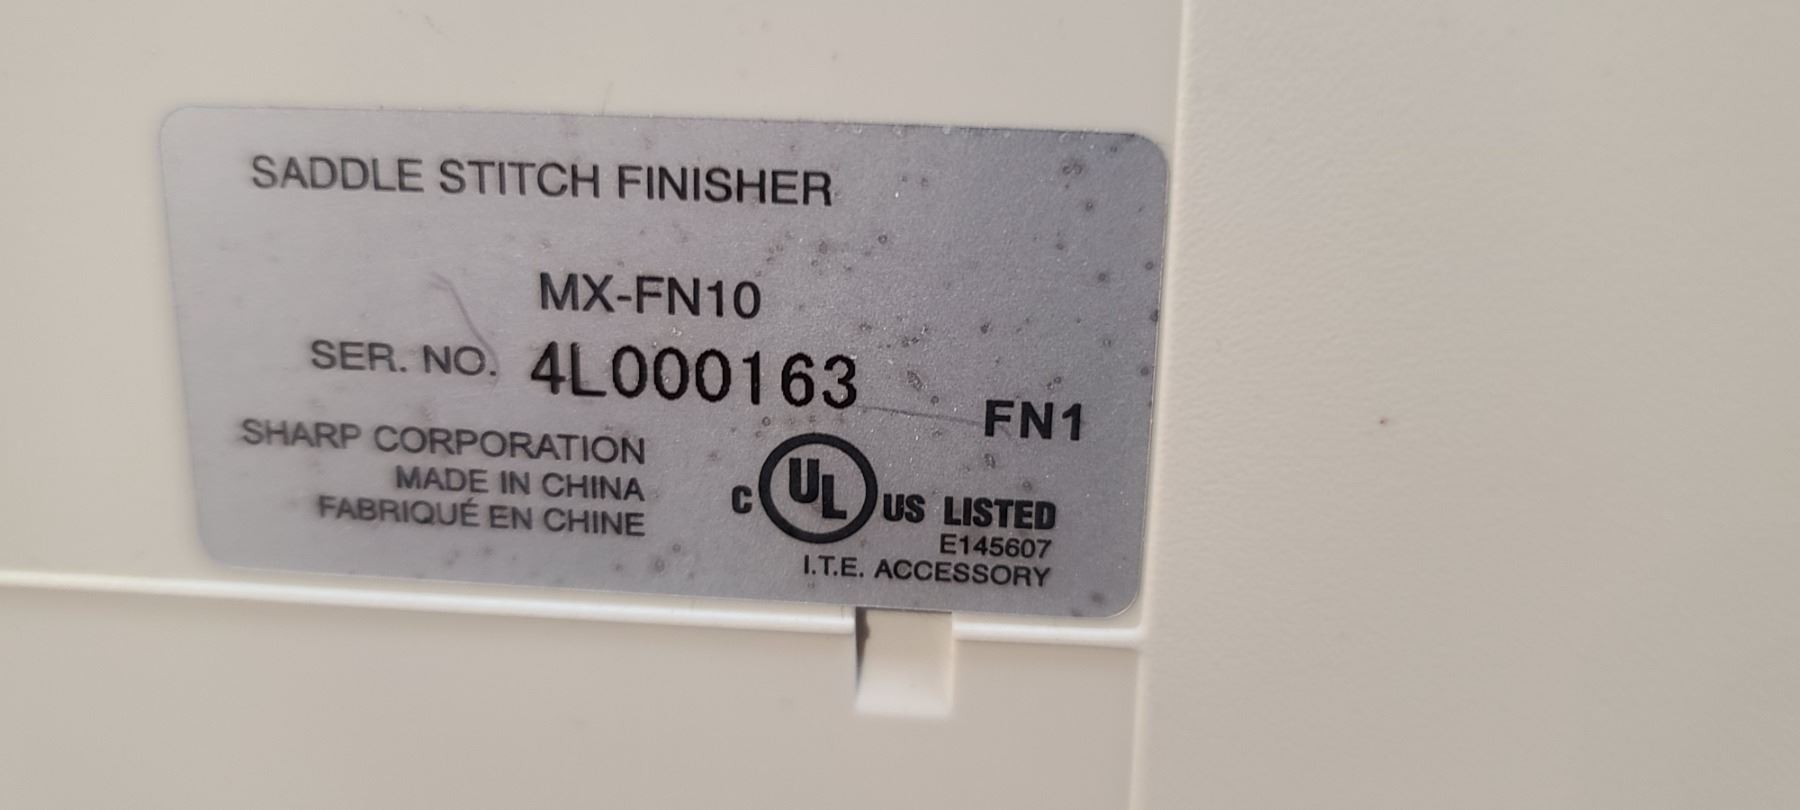 SADDLE STITCH FINISHER
MX-FN10
SER. NO. 4L000163
FN1
SHARP CORPORATION
MADE IN CHINA
FABRIQUÉ EN CHINE
C UL US LISTED
E145607
I.T.E. ACCESSORY